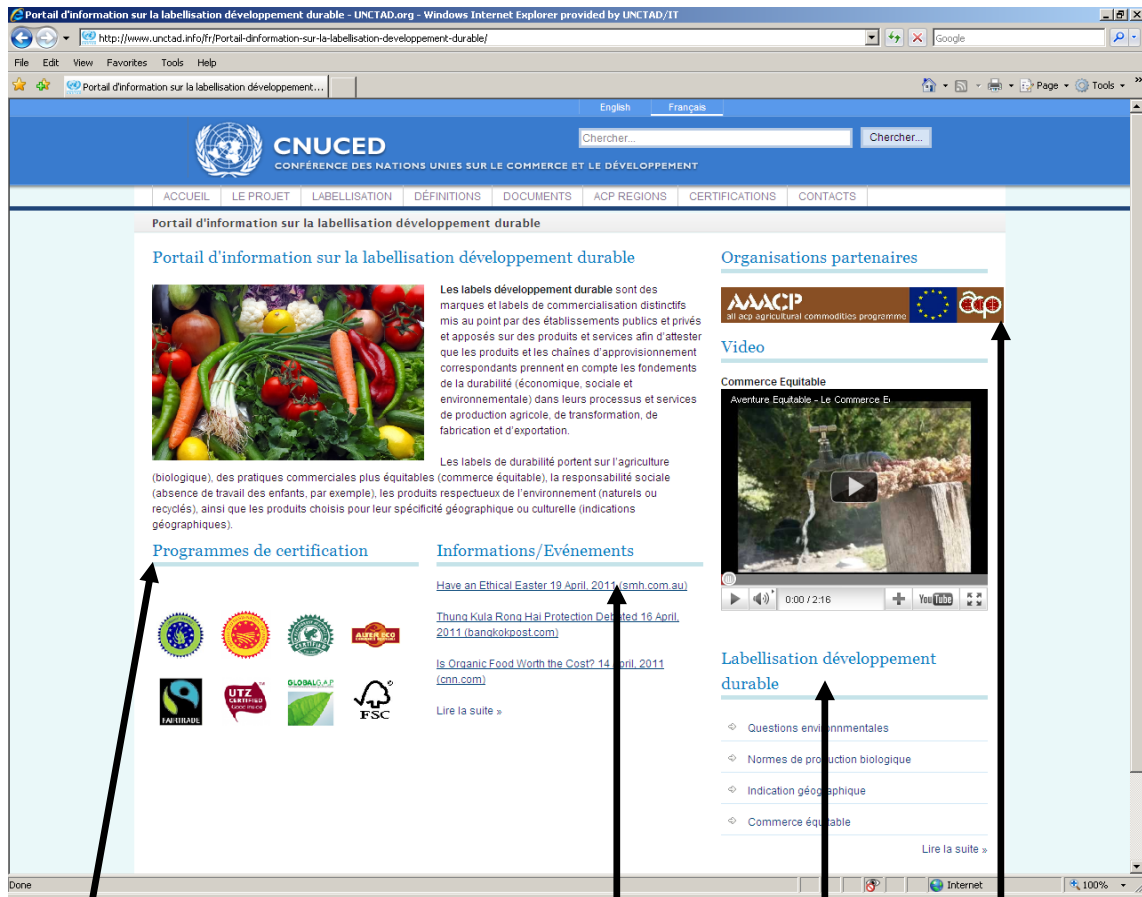 Portail d'information sur la labellisation développement durable - UNCTAD.org - Windows Internet Explorer provided by UNCTAD/IT
http://www.unctad.info/fr/Portail-dinformation-sur-la-labellisation-developpement-durable/
Google
File Edit View Favorites Tools Help
Portail d'information sur la labellisation développement...
Page Tools
English Français
CNUCED
CONFÉRENCE DES NATIONS UNIES SUR LE COMMERCE ET LE DÉVELOPPEMENT
Chercher... Chercher...
ACCUEIL LE PROJET LABELLISATION DÉFINITIONS DOCUMENTS ACP REGIONS CERTIFICATIONS CONTACTS
Portail d'information sur la labellisation développement durable
Portail d'information sur la labellisation développement durable
Les labels développement durable sont des
marques et labels de commercialisation distinctifs
mis au point par des établissements publics et privés
et apposés sur des produits et services afin d'attester
que les produits et les chaînes d'approvisionnement
correspondants prennent en compte les fondements
de la durabilité (économique, sociale et
environnementale) dans leurs processus et services
de production agricole, de transformation, de
fabrication et d'exportation.
Les labels de durabilité portent sur l'agriculture
(biologique), des pratiques commerciales plus équitables (commerce équitable), la responsabilité sociale
(absence de travail des enfants, par exemple), les produits respectueux de l'environnement (naturels ou
recyclés), ainsi que les produits choisis pour leur spécificité géographique ou culturelle (indications
géographiques).
Programmes de certification
ALTER ECO
FAIRTRADE
UTZ
CERTIFIED
Good inside
GLOBALG.A.P
FSC
Informations/Evénements
Have an Ethical Easter 19 April, 2011 (smh.com.au)
Thung Kula Rong Hai Protection Debated 16 April,
2011 (bangkokpost.com)
Is Organic Food Worth the Cost? 14 April, 2011
(cnn.com)
Lire la suite »
Organisations partenaires
AAACP
all acp agricultural commodities programme
acp
Video
Commerce Equitable
Aventure Equitable - Le Commerce E
0:00 / 2:16
YouTube
Labellisation développement
durable
Questions environnmentales
Normes de production biologique
Indication géographique
Commerce équitable
Lire la suite »
Done
Internet 100%